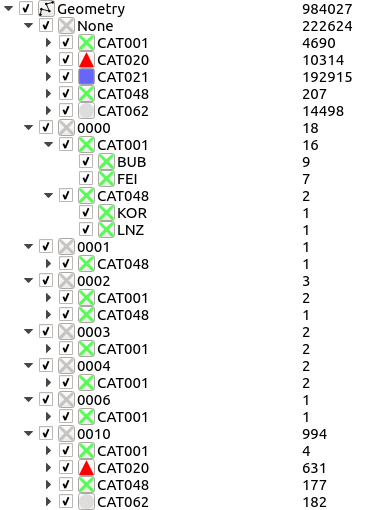 Geometry 984027
None 222624
CAT001 4690
CAT020 10314
CAT021 192915
CAT048 207
CAT062 14498
0000 18
CAT001 16
BUB 9
FEI 7
CAT048 2
KOR 1
LNZ 1
0001 1
CAT048 1
0002 3
CAT001 2
CAT048 1
0003 2
CAT001 2
0004 2
CAT001 2
0006 1
CAT001 1
0010 994
CAT001 4
CAT020 631
CAT048 177
CAT062 182